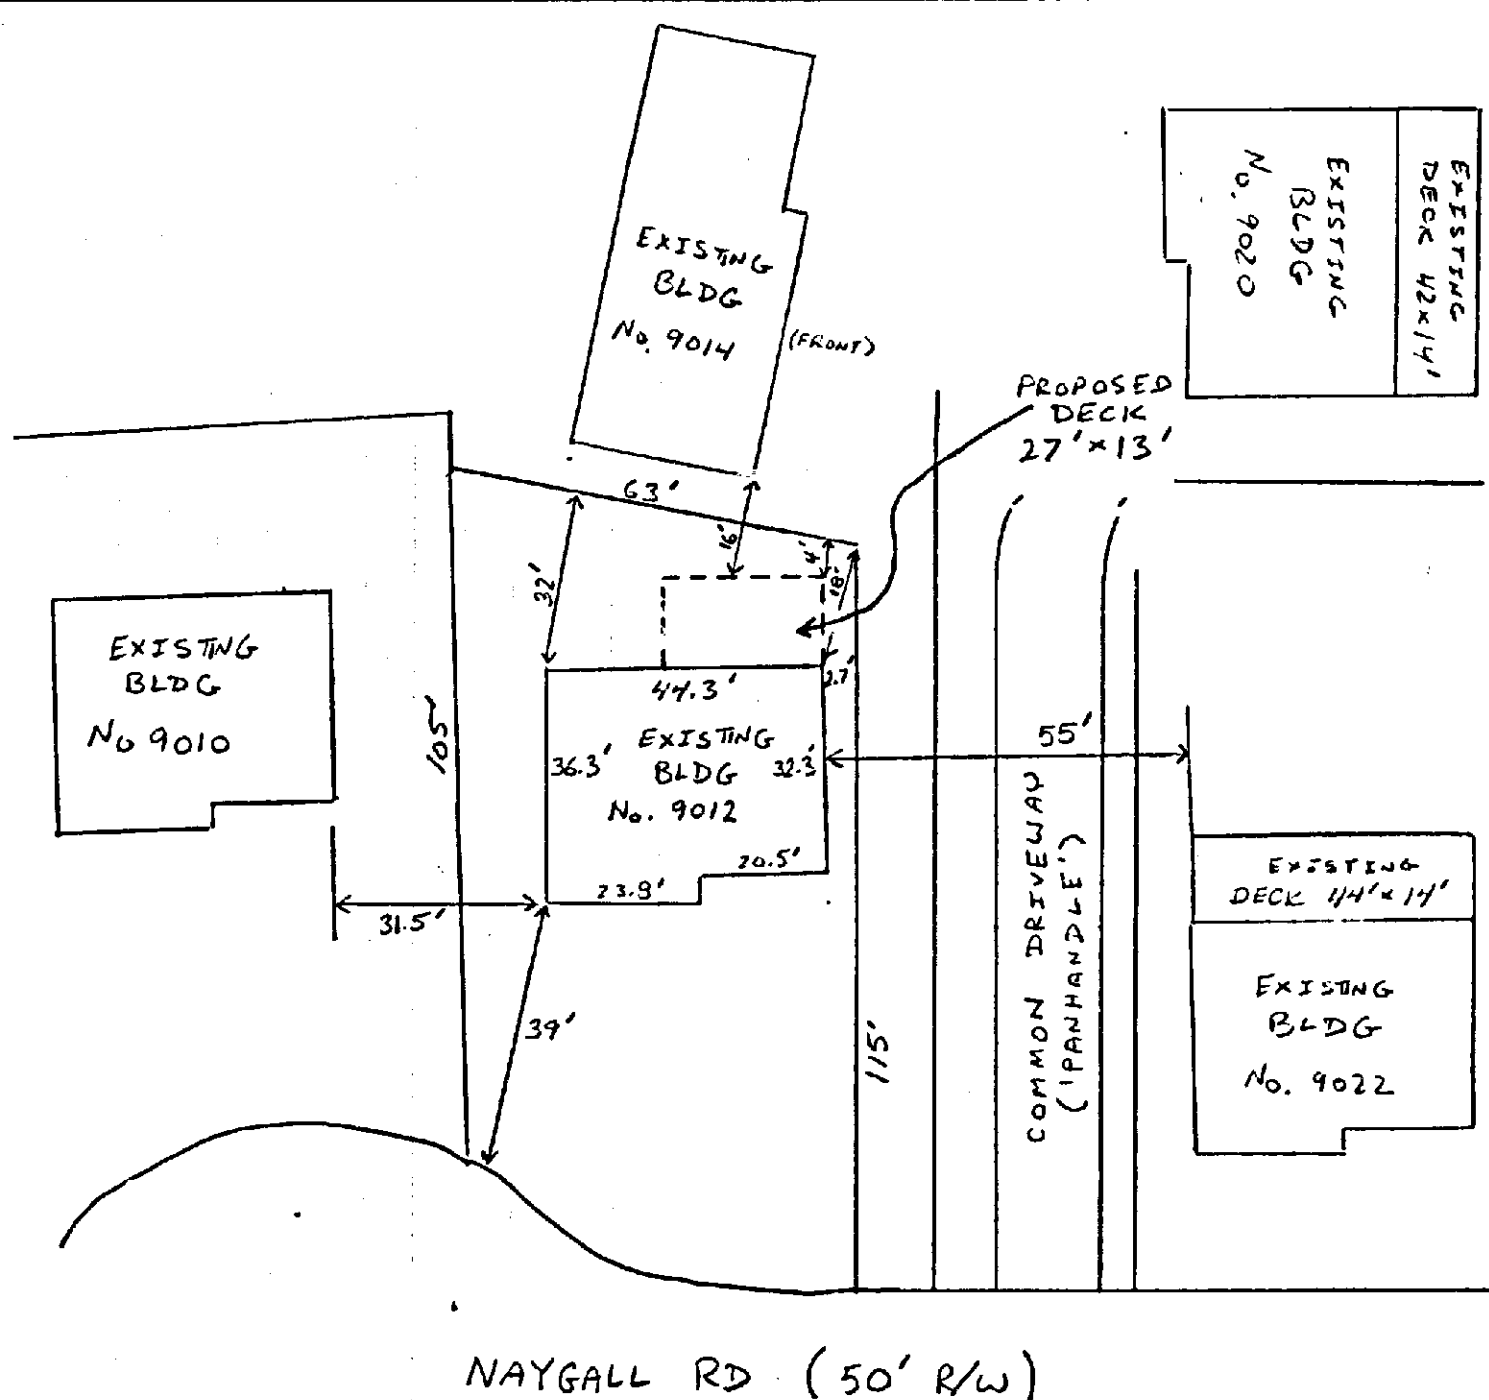 EXISTING
BLDG
No. 9014
(FRONT)
EXISTING
BLDG
No. 9020
EXISTING
DECK 42x14'
PROPOSED
DECK
27'x13'
63'
16'
4'
18'
32'
2.7'
EXISTING
BLDG
No 9010
105'
44.3'
36.3'
EXISTING
BLDG
No. 9012
32.3'
20.5'
23.8'
55'
31.5'
39'
115'
COMMON DRIVEWAY
('PANHANDLE')
EXISTING
DECK 44'x14'
EXISTING
BLDG
No. 9022
NAYGALL RD (50' R/W)